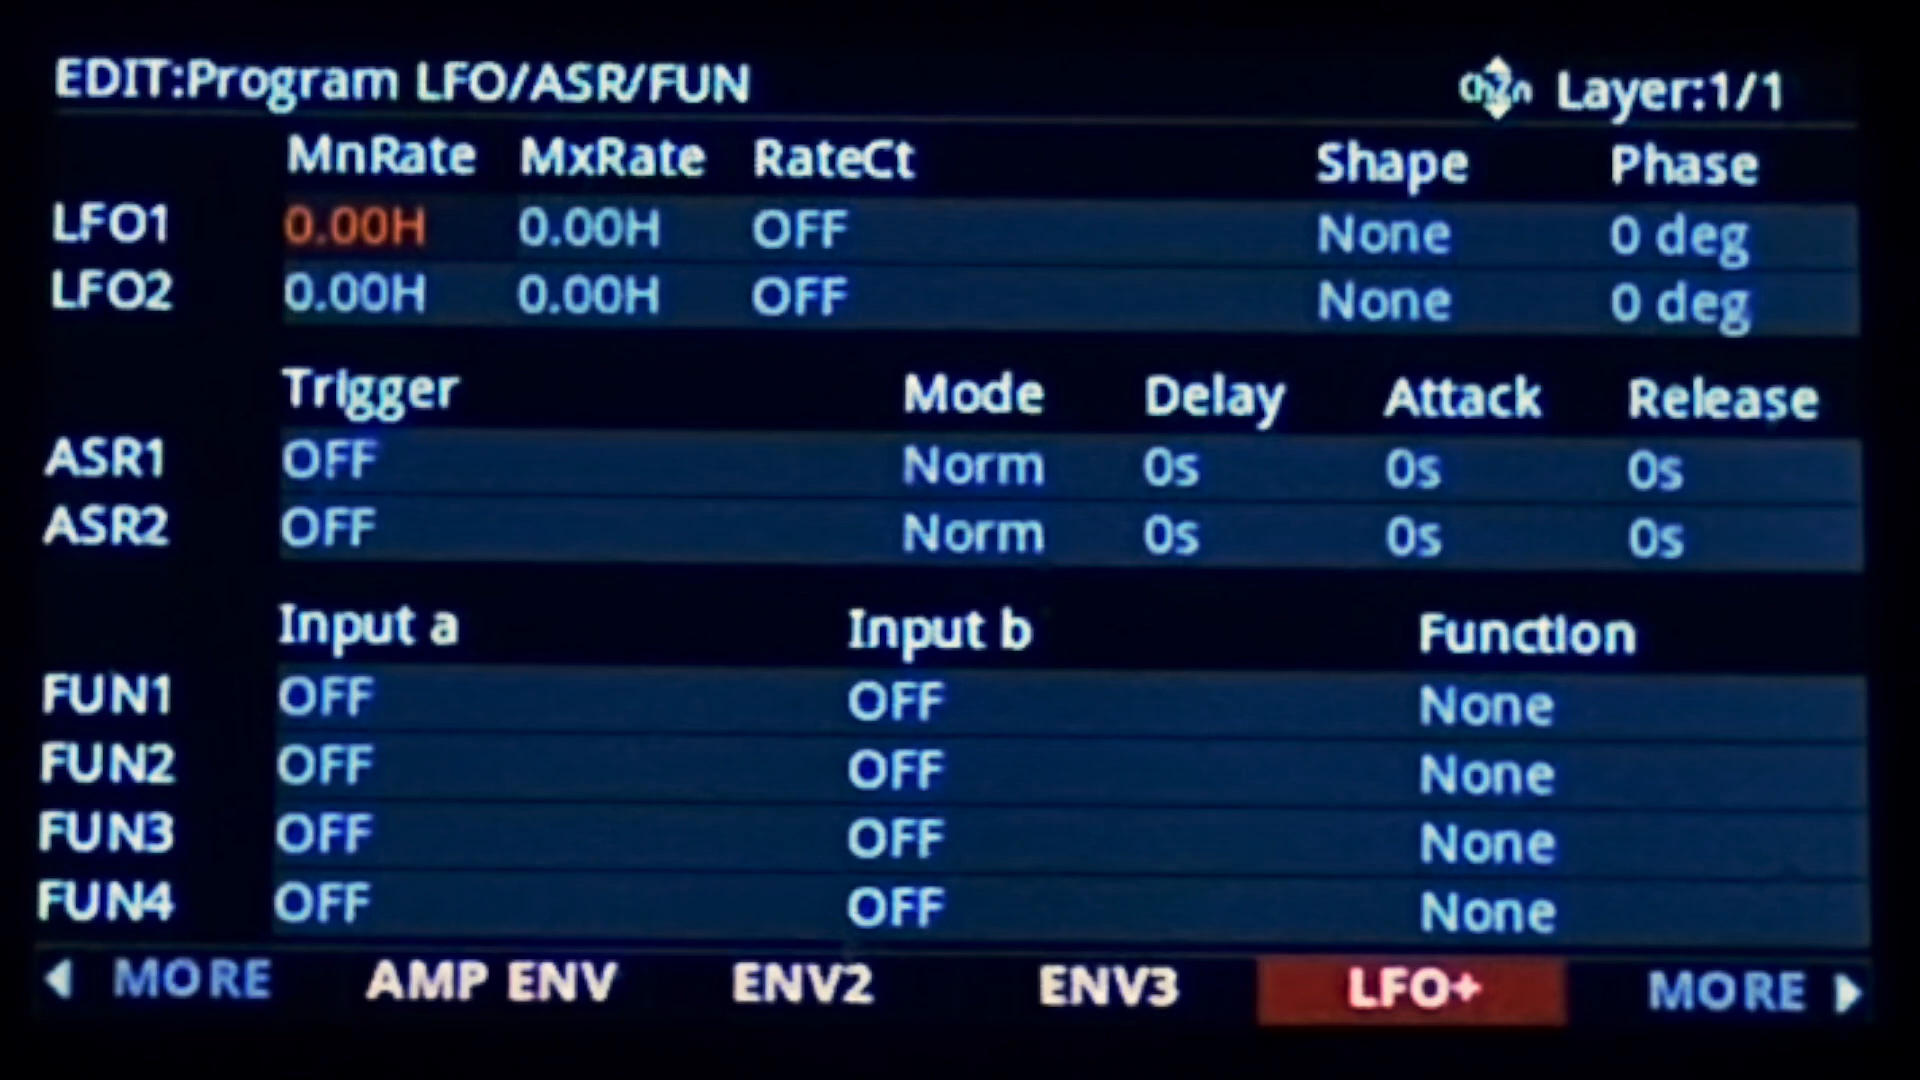 EDIT:Program LFO/ASR/FUN Layer:1/1
MnRate MxRate RateCt Shape Phase
LFO1 0.00H 0.00H OFF None 0 deg
LFO2 0.00H 0.00H OFF None 0 deg
Trigger Mode Delay Attack Release
ASR1 OFF Norm 0s 0s 0s
ASR2 OFF Norm 0s 0s 0s
Input a Input b Function
FUN1 OFF OFF None
FUN2 OFF OFF None
FUN3 OFF OFF None
FUN4 OFF OFF None
MORE AMP ENV ENV2 ENV3 LFO+ MORE